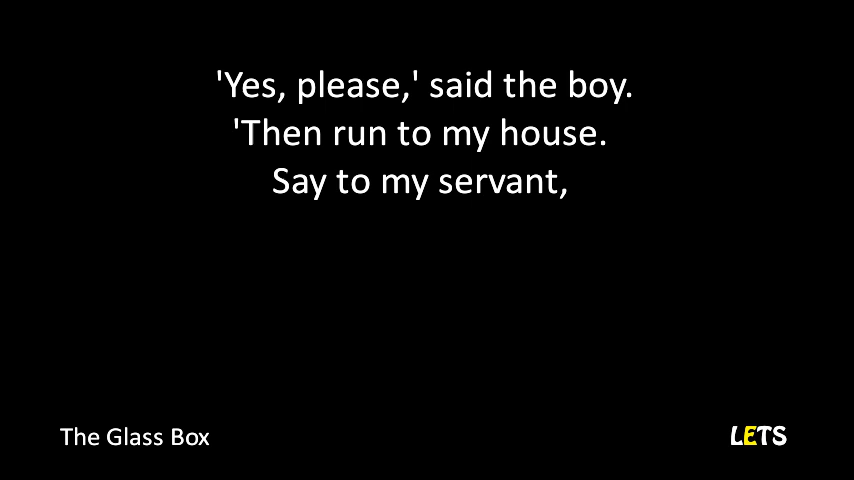 'Yes, please,' said the boy.
'Then run to my house.
Say to my servant,
The Glass Box
LETS